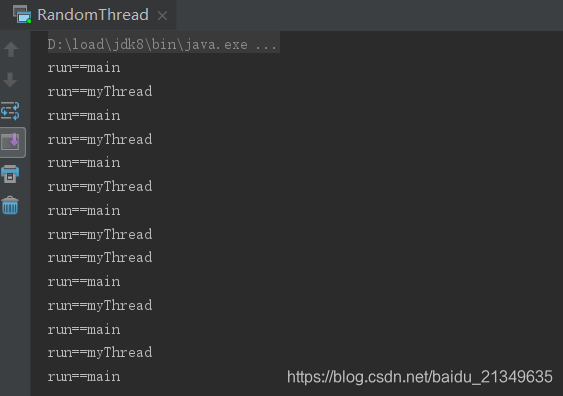 RandomThread
D:\load\jdk8\bin\java.exe ...
run==main
run==myThread
run==main
run==myThread
run==main
run==myThread
run==main
run==myThread
run==myThread
run==main
run==myThread
run==main
run==myThread
run==main
https://blog.csdn.net/baidu_21349635